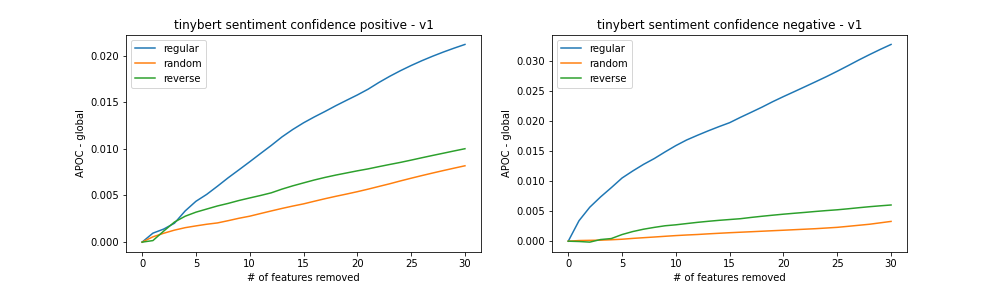 tinybert sentiment confidence positive - v1
APOC - global
0.020
0.015
0.010
0.005
0.000
regular
random
reverse
0 5 10 15 20 25 30
# of features removed
tinybert sentiment confidence negative - v1
APOC - global
0.030
0.025
0.020
0.015
0.010
0.005
0.000
regular
random
reverse
0 5 10 15 20 25 30
# of features removed